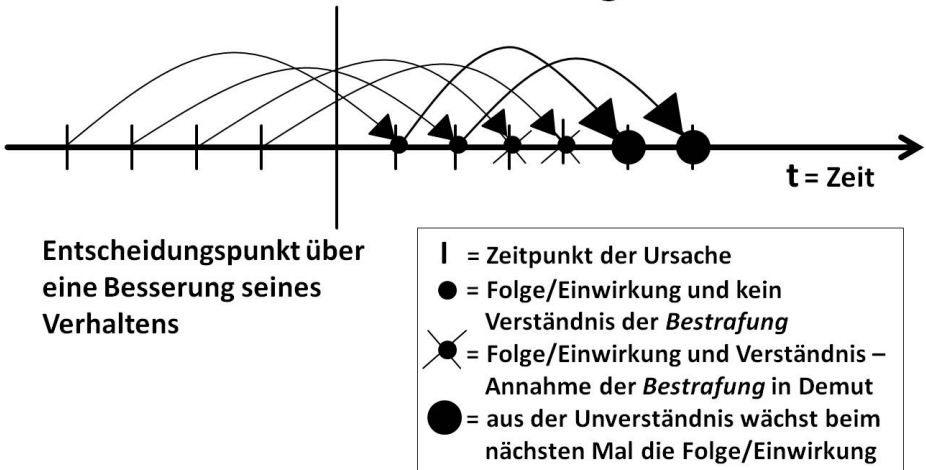 t = Zeit
Entscheidungspunkt über
eine Besserung seines
Verhaltens
I = Zeitpunkt der Ursache
= Folge/Einwirkung und kein
Verständnis der Bestrafung
= Folge/Einwirkung und Verständnis –
Annahme der Bestrafung in Demut
= aus der Unverständnis wächst beim
nächsten Mal die Folge/Einwirkung